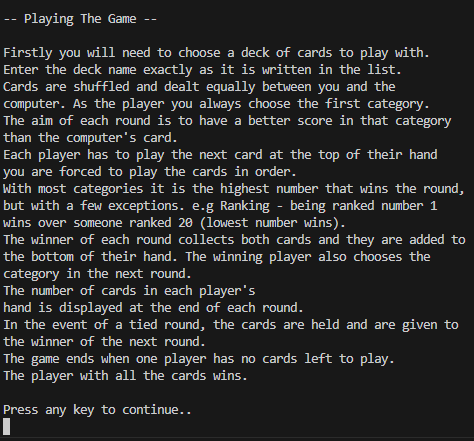 -- Playing The Game --
Firstly you will need to choose a deck of cards to play with.
Enter the deck name exactly as it is written in the list.
Cards are shuffled and dealt equally between you and the
computer. As the player you always choose the first category.
The aim of each round is to have a better score in that category
than the computer's card.
Each player has to play the next card at the top of their hand
you are forced to play the cards in order.
With most categories it is the highest number that wins the round,
but with a few exceptions. e.g Ranking - being ranked number 1
wins over someone ranked 20 (lowest number wins).
The winner of each round collects both cards and they are added to
the bottom of their hand. The winning player also chooses the
category in the next round.
The number of cards in each player's
hand is displayed at the end of each round.
In the event of a tied round, the cards are held and are given to
the winner of the next round.
The game ends when one player has no cards left to play.
The player with all the cards wins.
Press any key to continue..